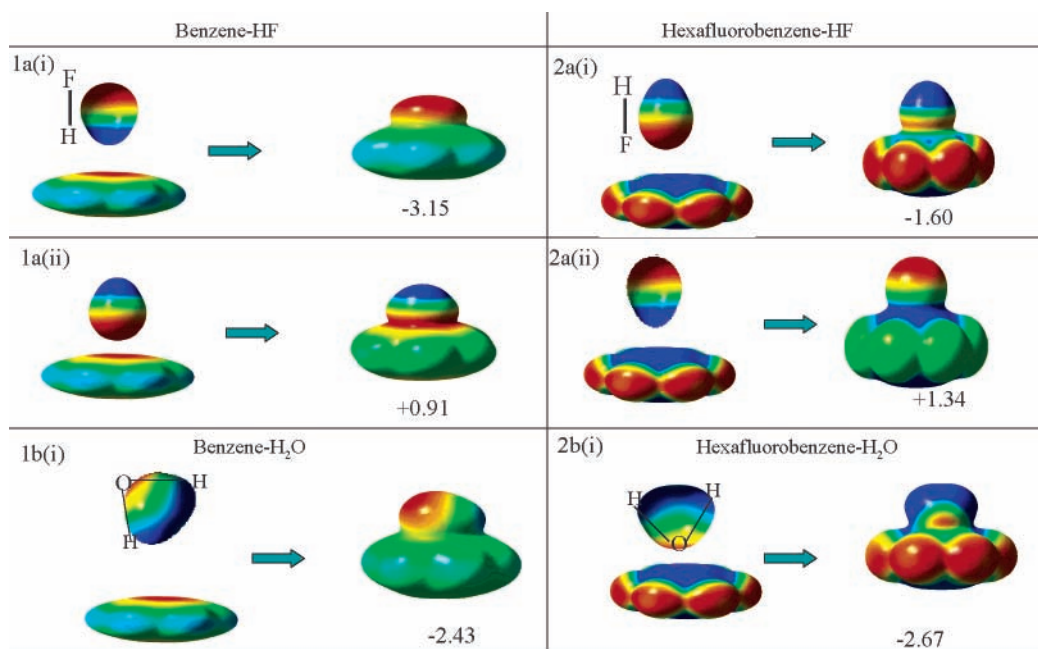 Benzene-HF
Hexafluorobenzene-HF
1a(i)
F
H
-3.15
2a(i)
H
F
-1.60
1a(ii)
+0.91
2a(ii)
+1.34
1b(i)
Benzene-H₂O
O
H
H
-2.43
2b(i)
Hexafluorobenzene-H₂O
H
H
O
-2.67